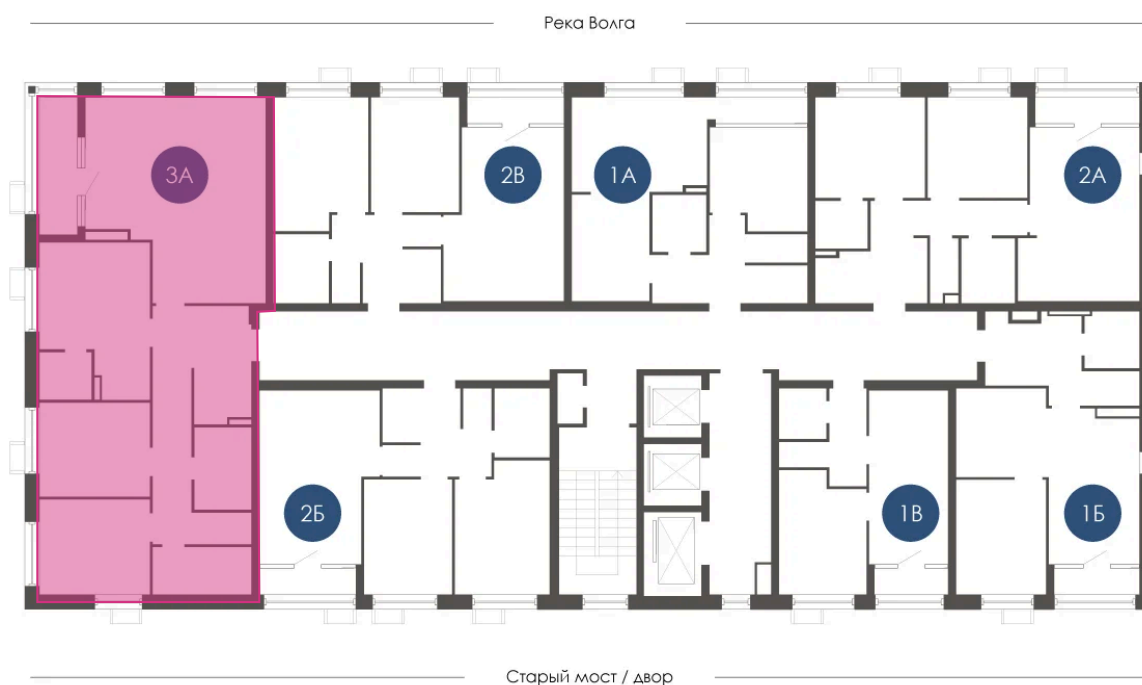 Река Волга
3А
2В
1А
2А
2Б
1В
1Б
Старый мост / двор